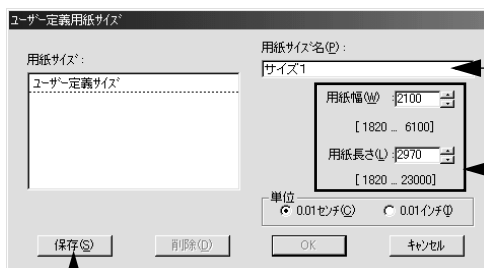 ユーザー定義用紙サイズ
用紙サイズ:
ユーザー定義サイズ
用紙サイズ名(P):
サイズ1
用紙幅(W) :2100
[ 1820 .. 6100]
用紙長さ(L):2970
[ 1820 .. 23000]
単位
0.01センチ(C) 0.01インチ(I)
保存(S) 削除(D) OK キャンセル